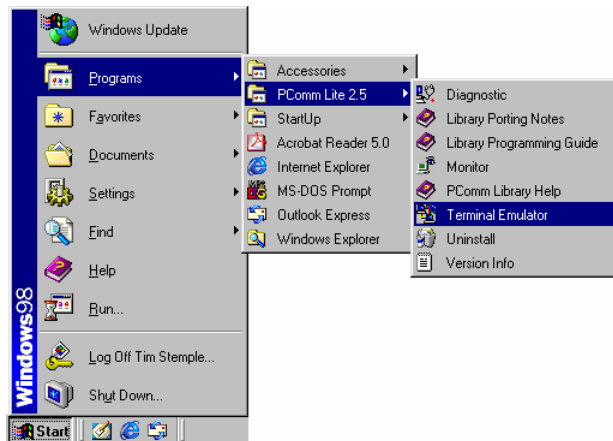 Windows Update
Programs
Favorites
Documents
Settings
Find
Help
Run...
Log Off Tim Stemple...
Shut Down...
Windows98
Start
Accessories
PComm Lite 2.5
StartUp
Acrobat Reader 5.0
Internet Explorer
MS-DOS Prompt
Outlook Express
Windows Explorer
Diagnostic
Library Porting Notes
Library Programming Guide
Monitor
PComm Library Help
Terminal Emulator
Uninstall
Version Info